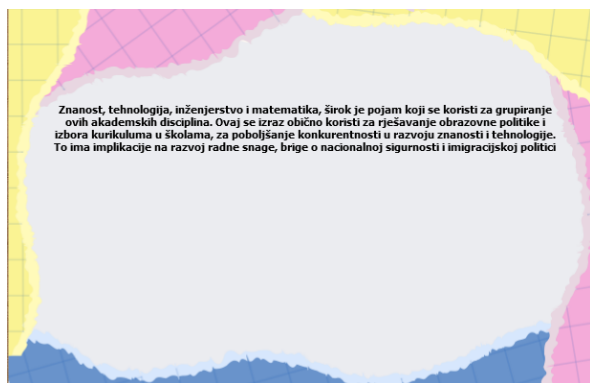 Znanost, tehnologija, inženjerstvo i matematika, širok je pojam koji se koristi za grupiranje
ovih akademskih disciplina. Ovaj se izraz obično koristi za rješavanje obrazovne politike i
izbora kurikuluma u školama, za poboljšanje konkurentnosti u razvoju znanosti i tehnologije.
To ima implikacije na razvoj radne snage, brige o nacionalnoj sigurnosti i imigracijskoj politici